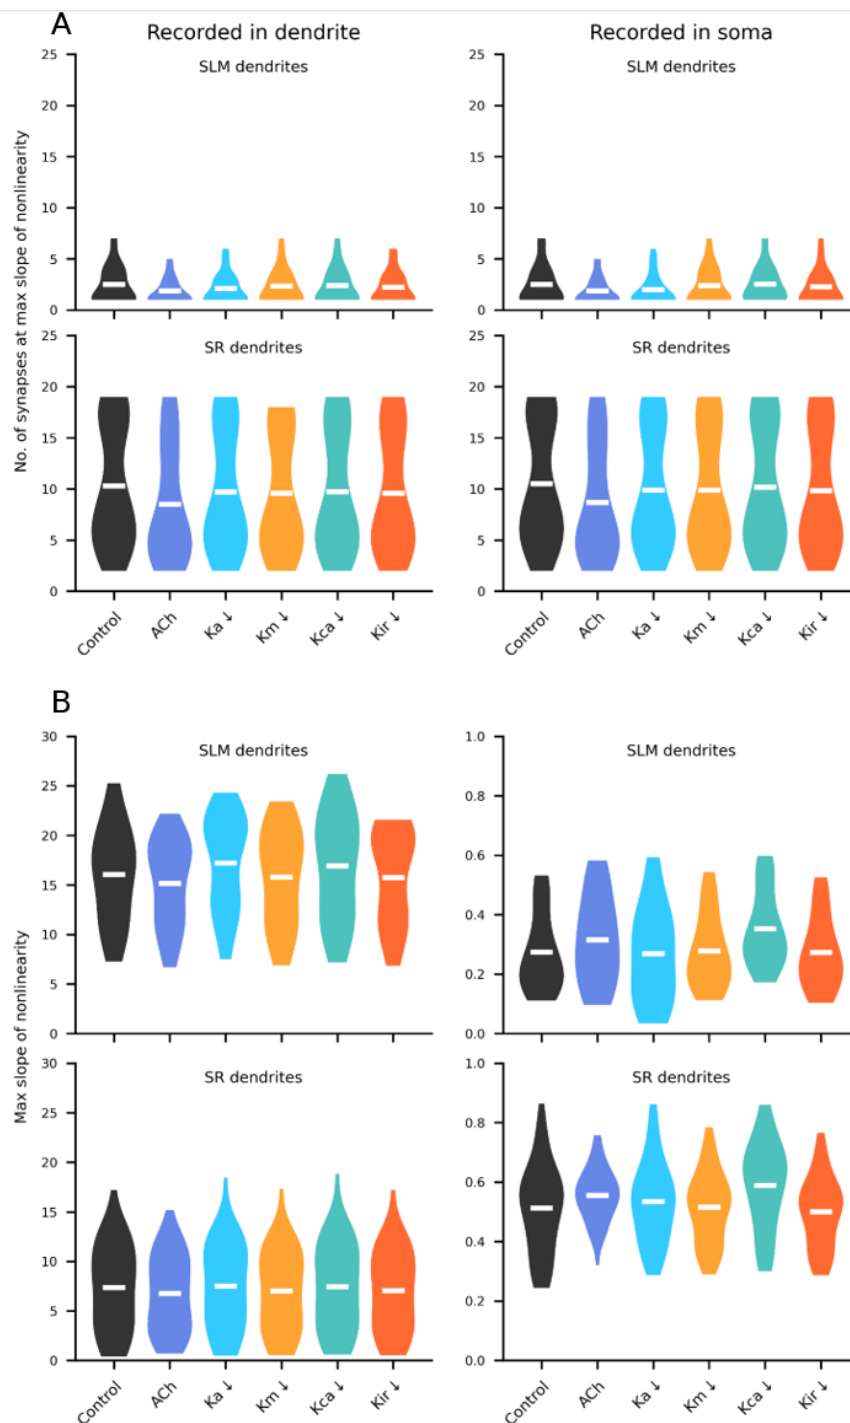 A
Recorded in dendrite
Recorded in soma
No. of synapses at max slope of nonlinearity
SLM dendrites
25
20
15
10
5
0
SLM dendrites
25
20
15
10
5
0
SR dendrites
25
20
15
10
5
0
Control ACh Ka↓ Km↓ Kca↓ Kir↓
SR dendrites
25
20
15
10
5
0
Control ACh Ka↓ Km↓ Kca↓ Kir↓
B
Max slope of nonlinearity
SLM dendrites
30
25
20
15
10
5
0
SLM dendrites
1.0
0.8
0.6
0.4
0.2
0.0
SR dendrites
30
25
20
15
10
5
0
Control ACh Ka↓ Km↓ Kca↓ Kir↓
SR dendrites
1.0
0.8
0.6
0.4
0.2
0.0
Control ACh Ka↓ Km↓ Kca↓ Kir↓